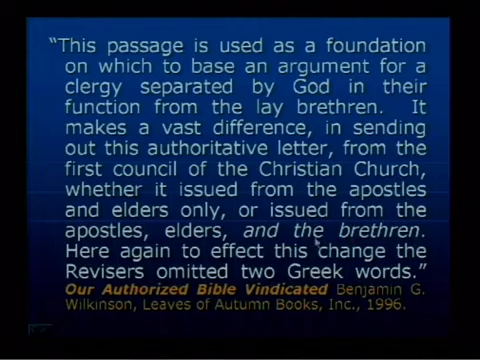 “This passage is used as a foundation
on which to base an argument for a
clergy separated by God in their
function from the lay brethren. It
makes a vast difference, in sending
out this authoritative letter, from the
first council of the Christian Church,
whether it issued from the apostles
and elders only, or issued from the
apostles, elders, and the brethren.
Here again to effect this change the
Revisers omitted two Greek words.”
Our Authorized Bible Vindicated Benjamin G.
Wilkinson, Leaves of Autumn Books, Inc., 1996.